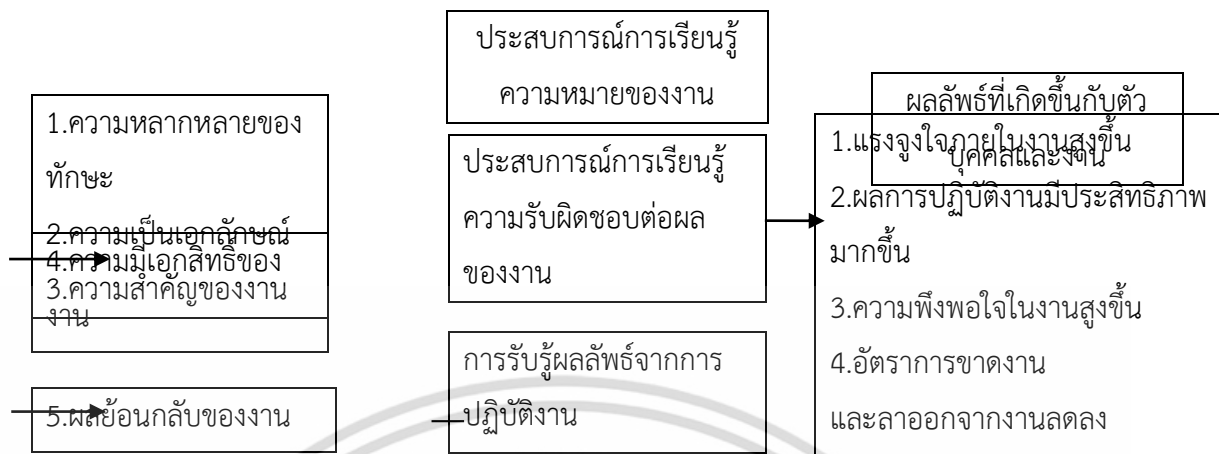 1.ความหลากหลายของ
ทักษะ
2.ความเป็นเอกลักษณ์
3.ความสำคัญของงาน
4.ความมีเอกสิทธิ์ของ
งาน
5.ผลย้อนกลับของงาน
ประสบการณ์การเรียนรู้
ความหมายของงาน
ประสบการณ์การเรียนรู้
ความรับผิดชอบต่อผล
ของงาน
การรับรู้ผลลัพธ์จากการ
ปฏิบัติงาน
ผลลัพธ์ที่เกิดขึ้นกับตัว
บุคคลและงาน
1.แรงจูงใจภายในงานสูงขึ้น
2.ผลการปฏิบัติงานมีประสิทธิภาพ
มากขึ้น
3.ความพึงพอใจในงานสูงขึ้น
4.อัตราการขาดงาน
และลาออกจากงานลดลง